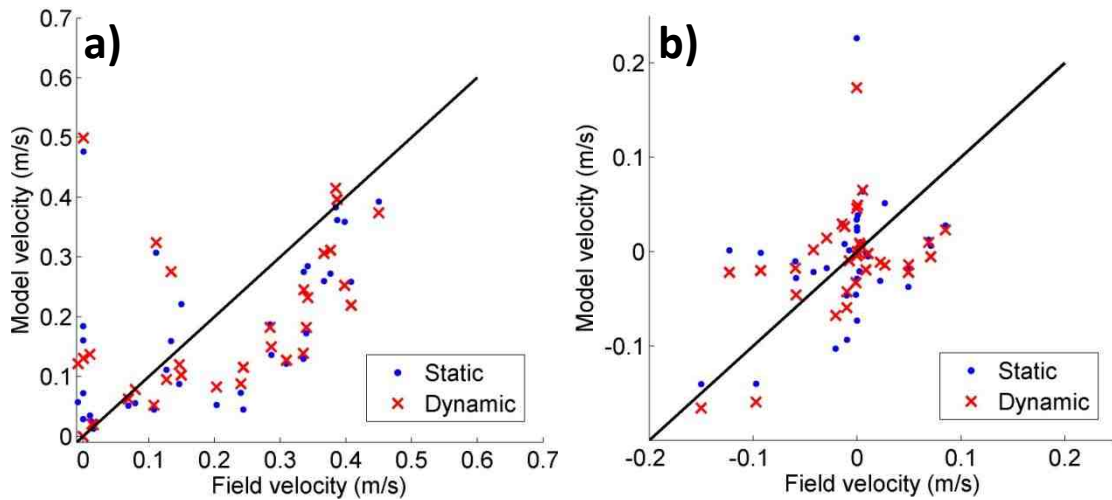 a)
Model velocity (m/s)
0.7
0.6
0.5
0.4
0.3
0.2
0.1
0
0 0.1 0.2 0.3 0.4 0.5 0.6 0.7
Field velocity (m/s)
Static
Dynamic
b)
Model velocity (m/s)
0.2
0.1
0
-0.1
-0.2 -0.1 0 0.1 0.2
Field velocity (m/s)
Static
Dynamic